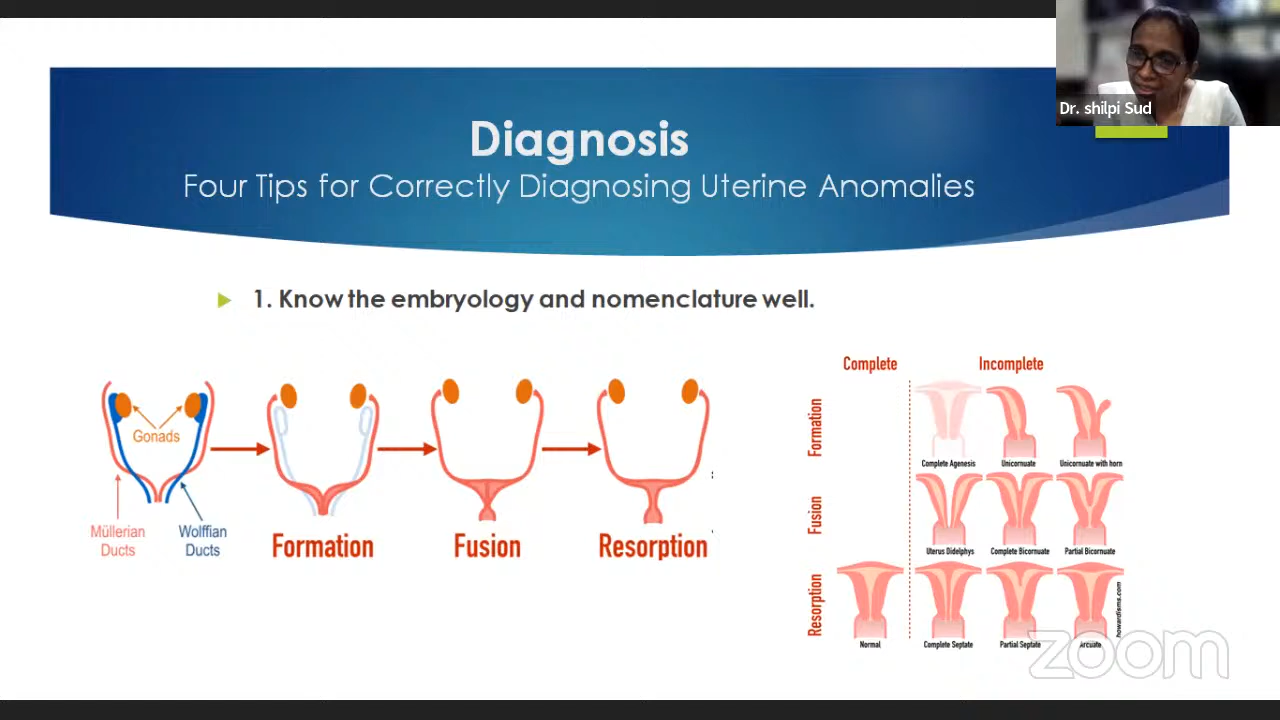 Dr. shilpi Sud
Diagnosis
Four Tips for Correctly Diagnosing Uterine Anomalies
1. Know the embryology and nomenclature well.
Gonads
Müllerian
Ducts
Wolffian
Ducts
Formation
Fusion
Resorption
Complete
Incomplete
Formation
Complete Agenesis
Unicornuate
Unicornuate with horn
Fusion
Uterus Didelphys
Complete Bicornuate
Partial Bicornuate
Resorption
Normal
Complete Septate
Partial Septate
Arcuate
howardisms.com
zoom